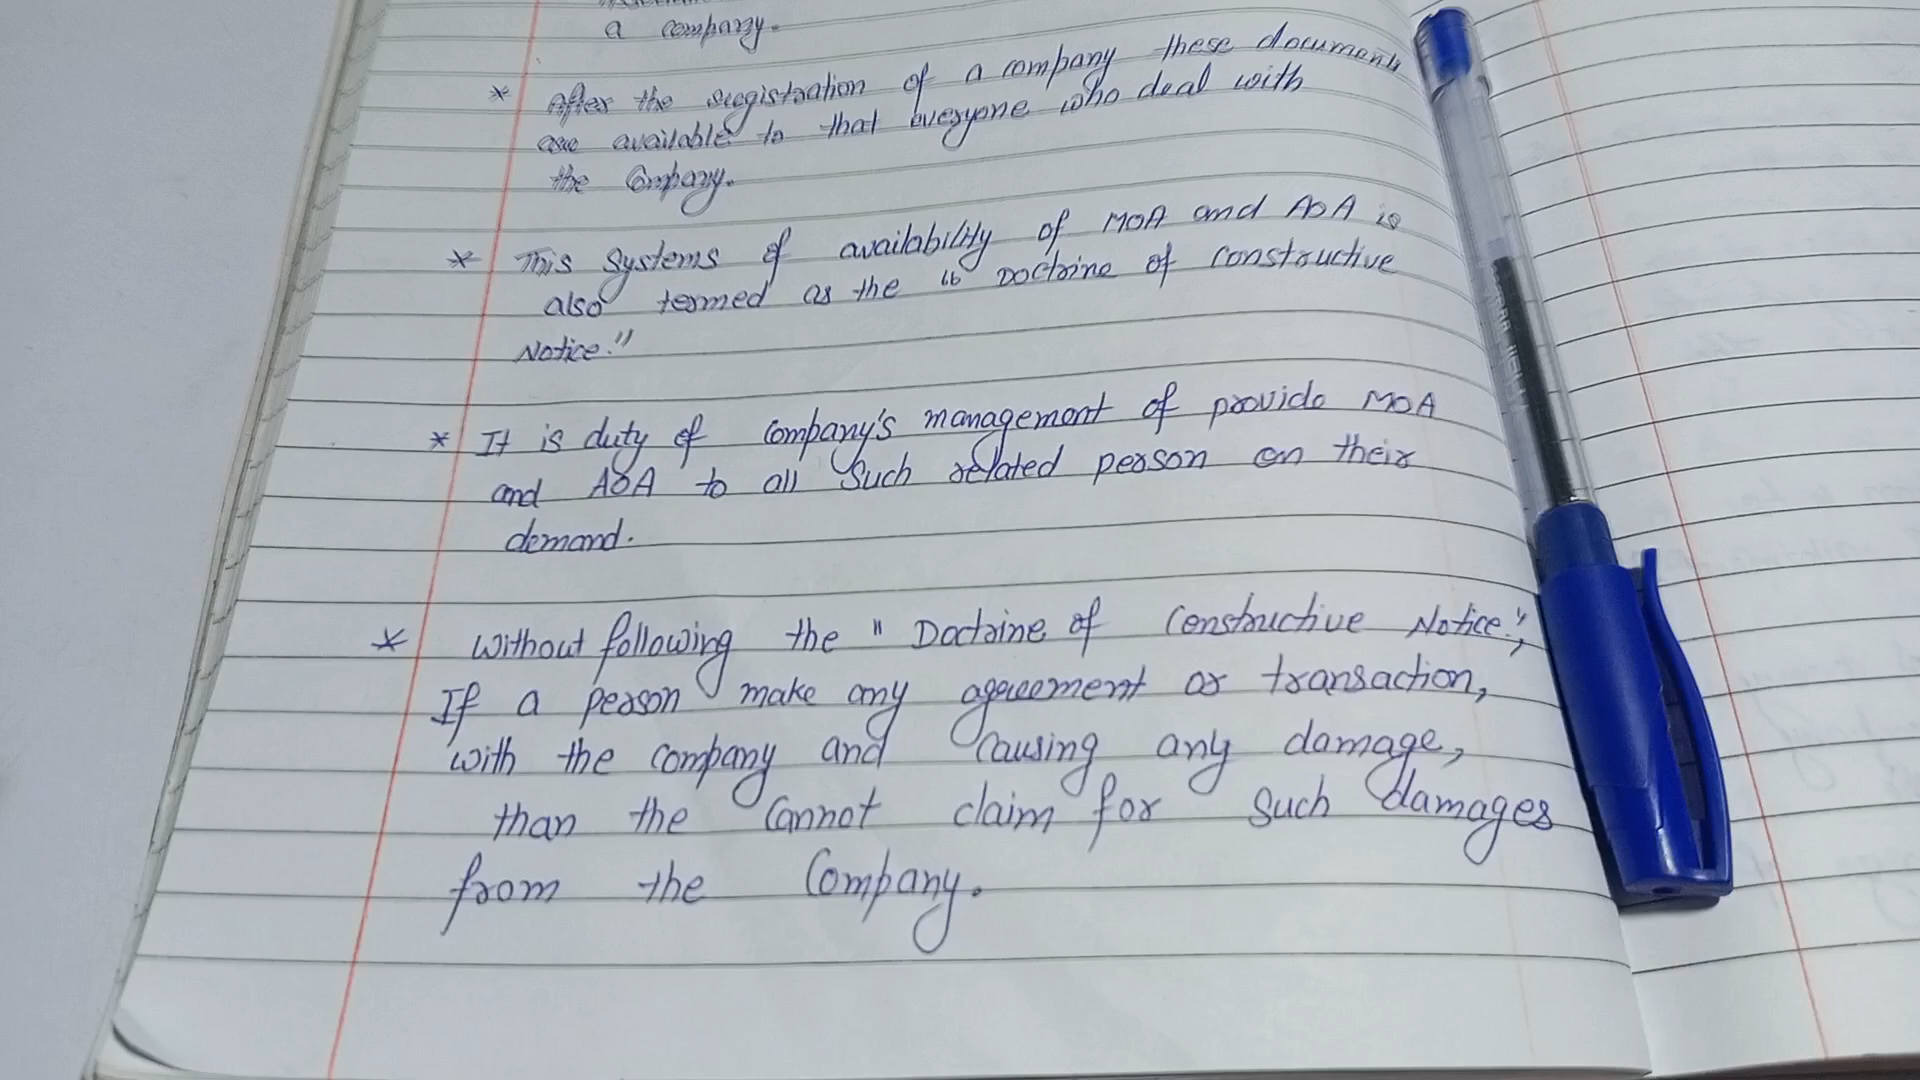 a company.
* After the registration of a company these documents
are available to that everyone who deal with
the Company.
* This systems of availability of MOA and AOA is
also termed as the " Doctrine of constructive
Notice."
* It is duty of company's management of provide MOA
and AOA to all Such related person on their
demand.
* without following the " Doctrine of Constructive Notice.",
If a person make any agreement or transaction,
with the company and Causing any damage,
than the Cannot claim for Such damages
from the Company.